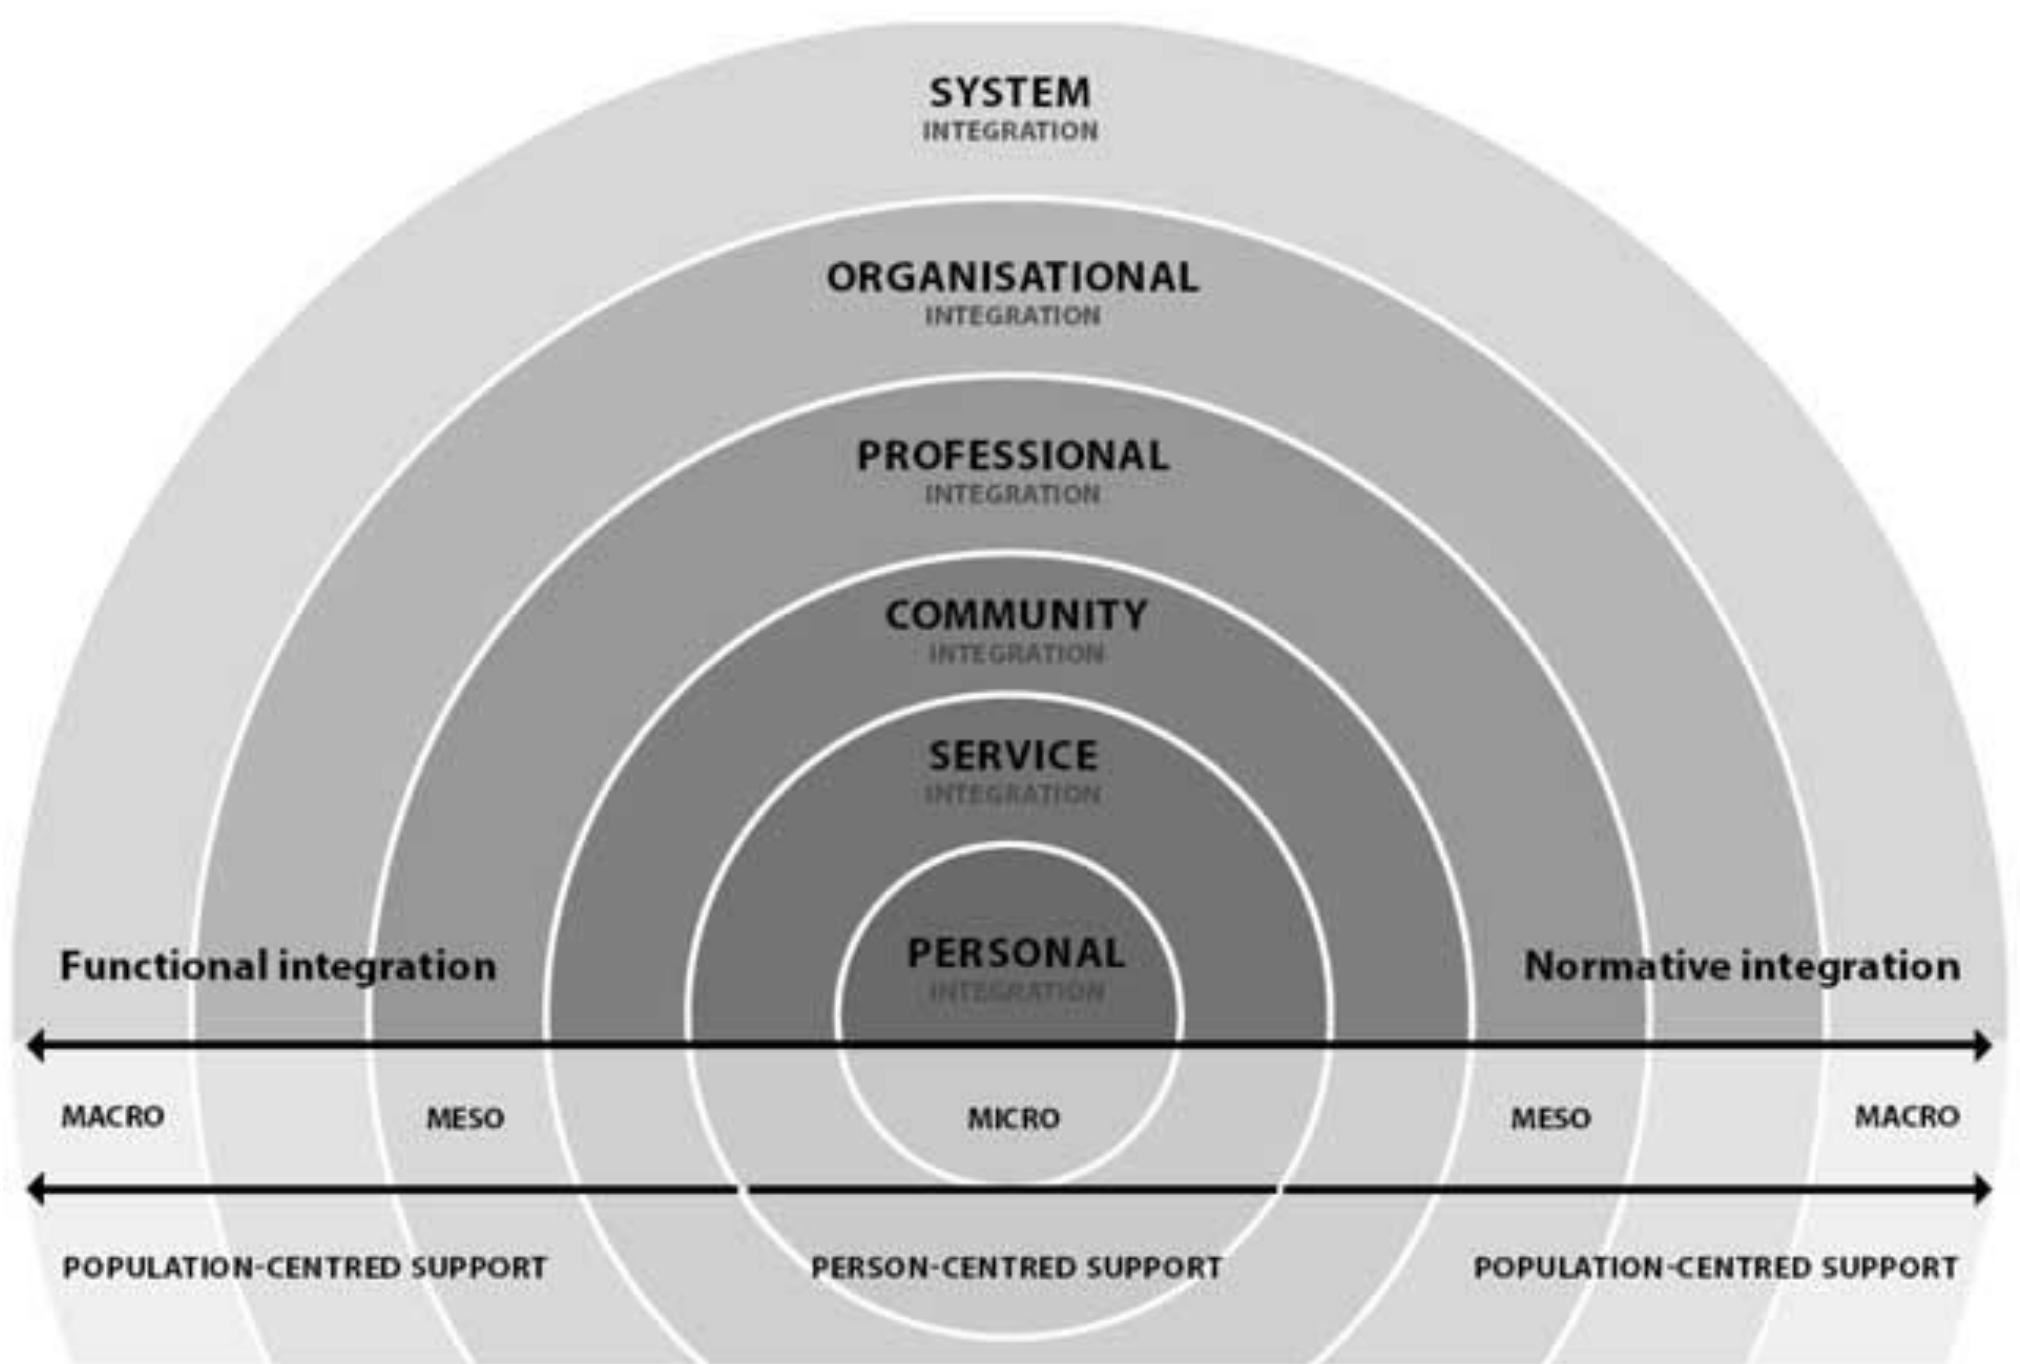 SYSTEM
INTEGRATION
ORGANISATIONAL
INTEGRATION
PROFESSIONAL
INTEGRATION
COMMUNITY
INTEGRATION
SERVICE
INTEGRATION
PERSONAL
INTEGRATION
Functional integration
Normative integration
MACRO MESO MICRO MESO MACRO
POPULATION-CENTRED SUPPORT PERSON-CENTRED SUPPORT POPULATION-CENTRED SUPPORT